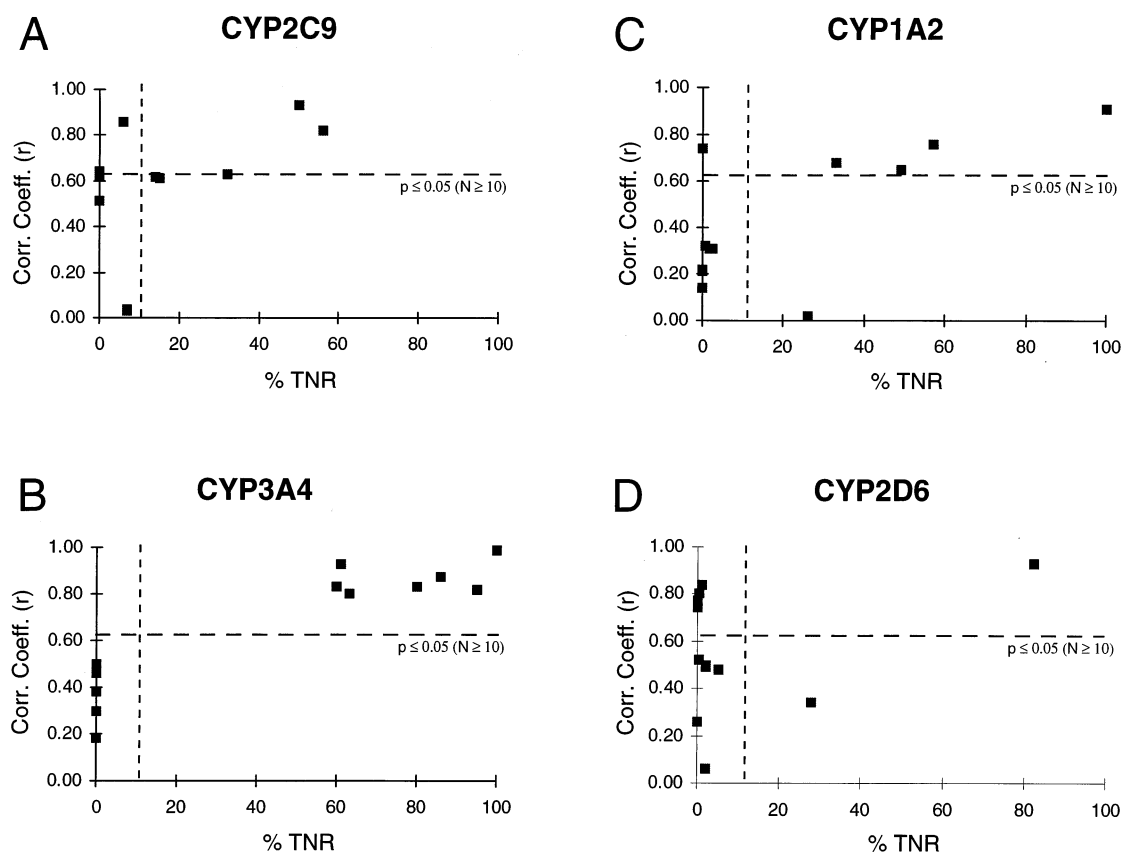 A
CYP2C9
1.00
0.80
0.60
0.40
0.20
0.00
Corr. Coeff. (r)
p ≤ 0.05 (N ≥ 10)
0 20 40 60 80 100
% TNR
C
CYP1A2
1.00
0.80
0.60
0.40
0.20
0.00
Corr. Coeff. (r)
p ≤ 0.05 (N ≥ 10)
0 20 40 60 80 100
% TNR
B
CYP3A4
1.00
0.80
0.60
0.40
0.20
0.00
Corr. Coeff. (r)
p ≤ 0.05 (N ≥ 10)
0 20 40 60 80 100
% TNR
D
CYP2D6
1.00
0.80
0.60
0.40
0.20
0.00
Corr. Coeff. (r)
p ≤ 0.05 (N ≥ 10)
0 20 40 60 80 100
% TNR